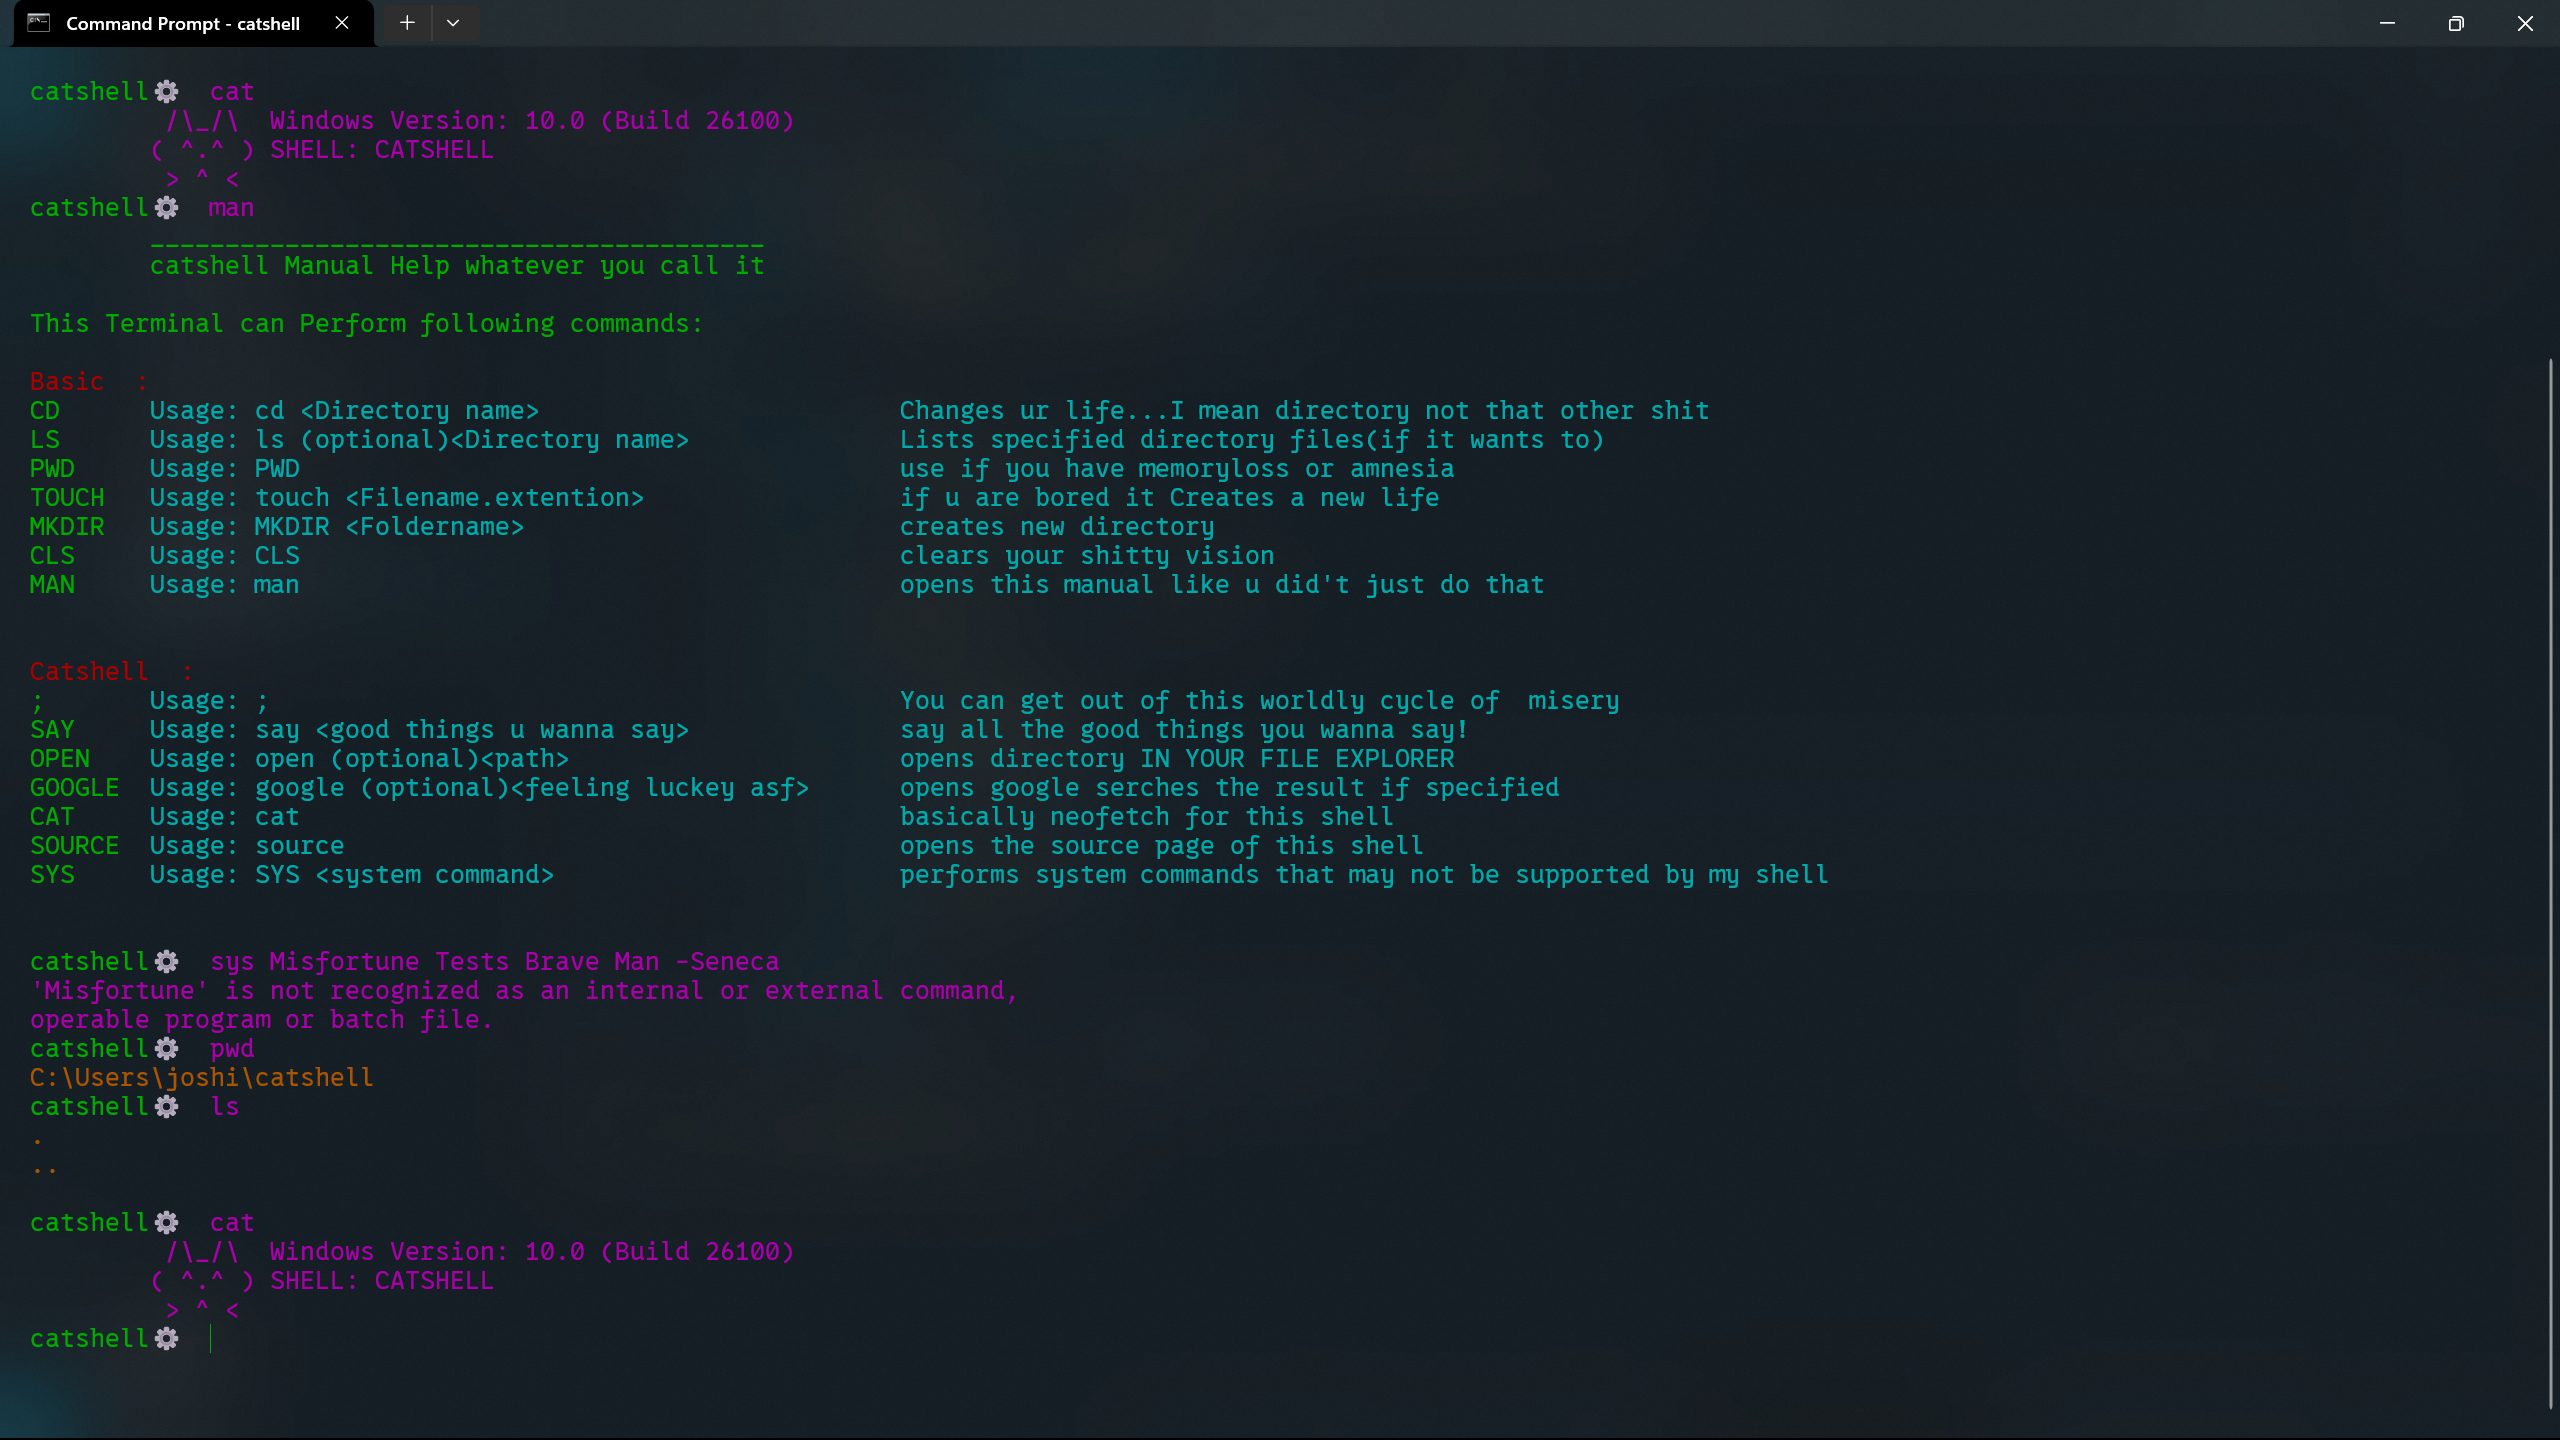 Command Prompt - catshell
catshell⚙ cat
/\_/\ Windows Version: 10.0 (Build 26100)
( ^.^ ) SHELL: CATSHELL
> ^ <
catshell⚙ man
_________________________________________
catshell Manual Help whatever you call it
This Terminal can Perform following commands:
Basic :
CD Usage: cd <Directory name> Changes ur life...I mean directory not that other shit
LS Usage: ls (optional)<Directory name> Lists specified directory files(if it wants to)
PWD Usage: PWD use if you have memoryloss or amnesia
TOUCH Usage: touch <Filename.extention> if u are bored it Creates a new life
MKDIR Usage: MKDIR <Foldername> creates new directory
CLS Usage: CLS clears your shitty vision
MAN Usage: man opens this manual like u did't just do that
Catshell :
; Usage: ; You can get out of this worldly cycle of misery
SAY Usage: say <good things u wanna say> say all the good things you wanna say!
OPEN Usage: open (optional)<path> opens directory IN YOUR FILE EXPLORER
GOOGLE Usage: google (optional)<feeling luckey asf> opens google serches the result if specified
CAT Usage: cat basically neofetch for this shell
SOURCE Usage: source opens the source page of this shell
SYS Usage: SYS <system command> performs system commands that may not be supported by my shell
catshell⚙ sys Misfortune Tests Brave Man -Seneca
'Misfortune' is not recognized as an internal or external command,
operable program or batch file.
catshell⚙ pwd
C:\Users\joshi\catshell
catshell⚙ ls
.
..
catshell⚙ cat
/\_/\ Windows Version: 10.0 (Build 26100)
( ^.^ ) SHELL: CATSHELL
> ^ <
catshell⚙